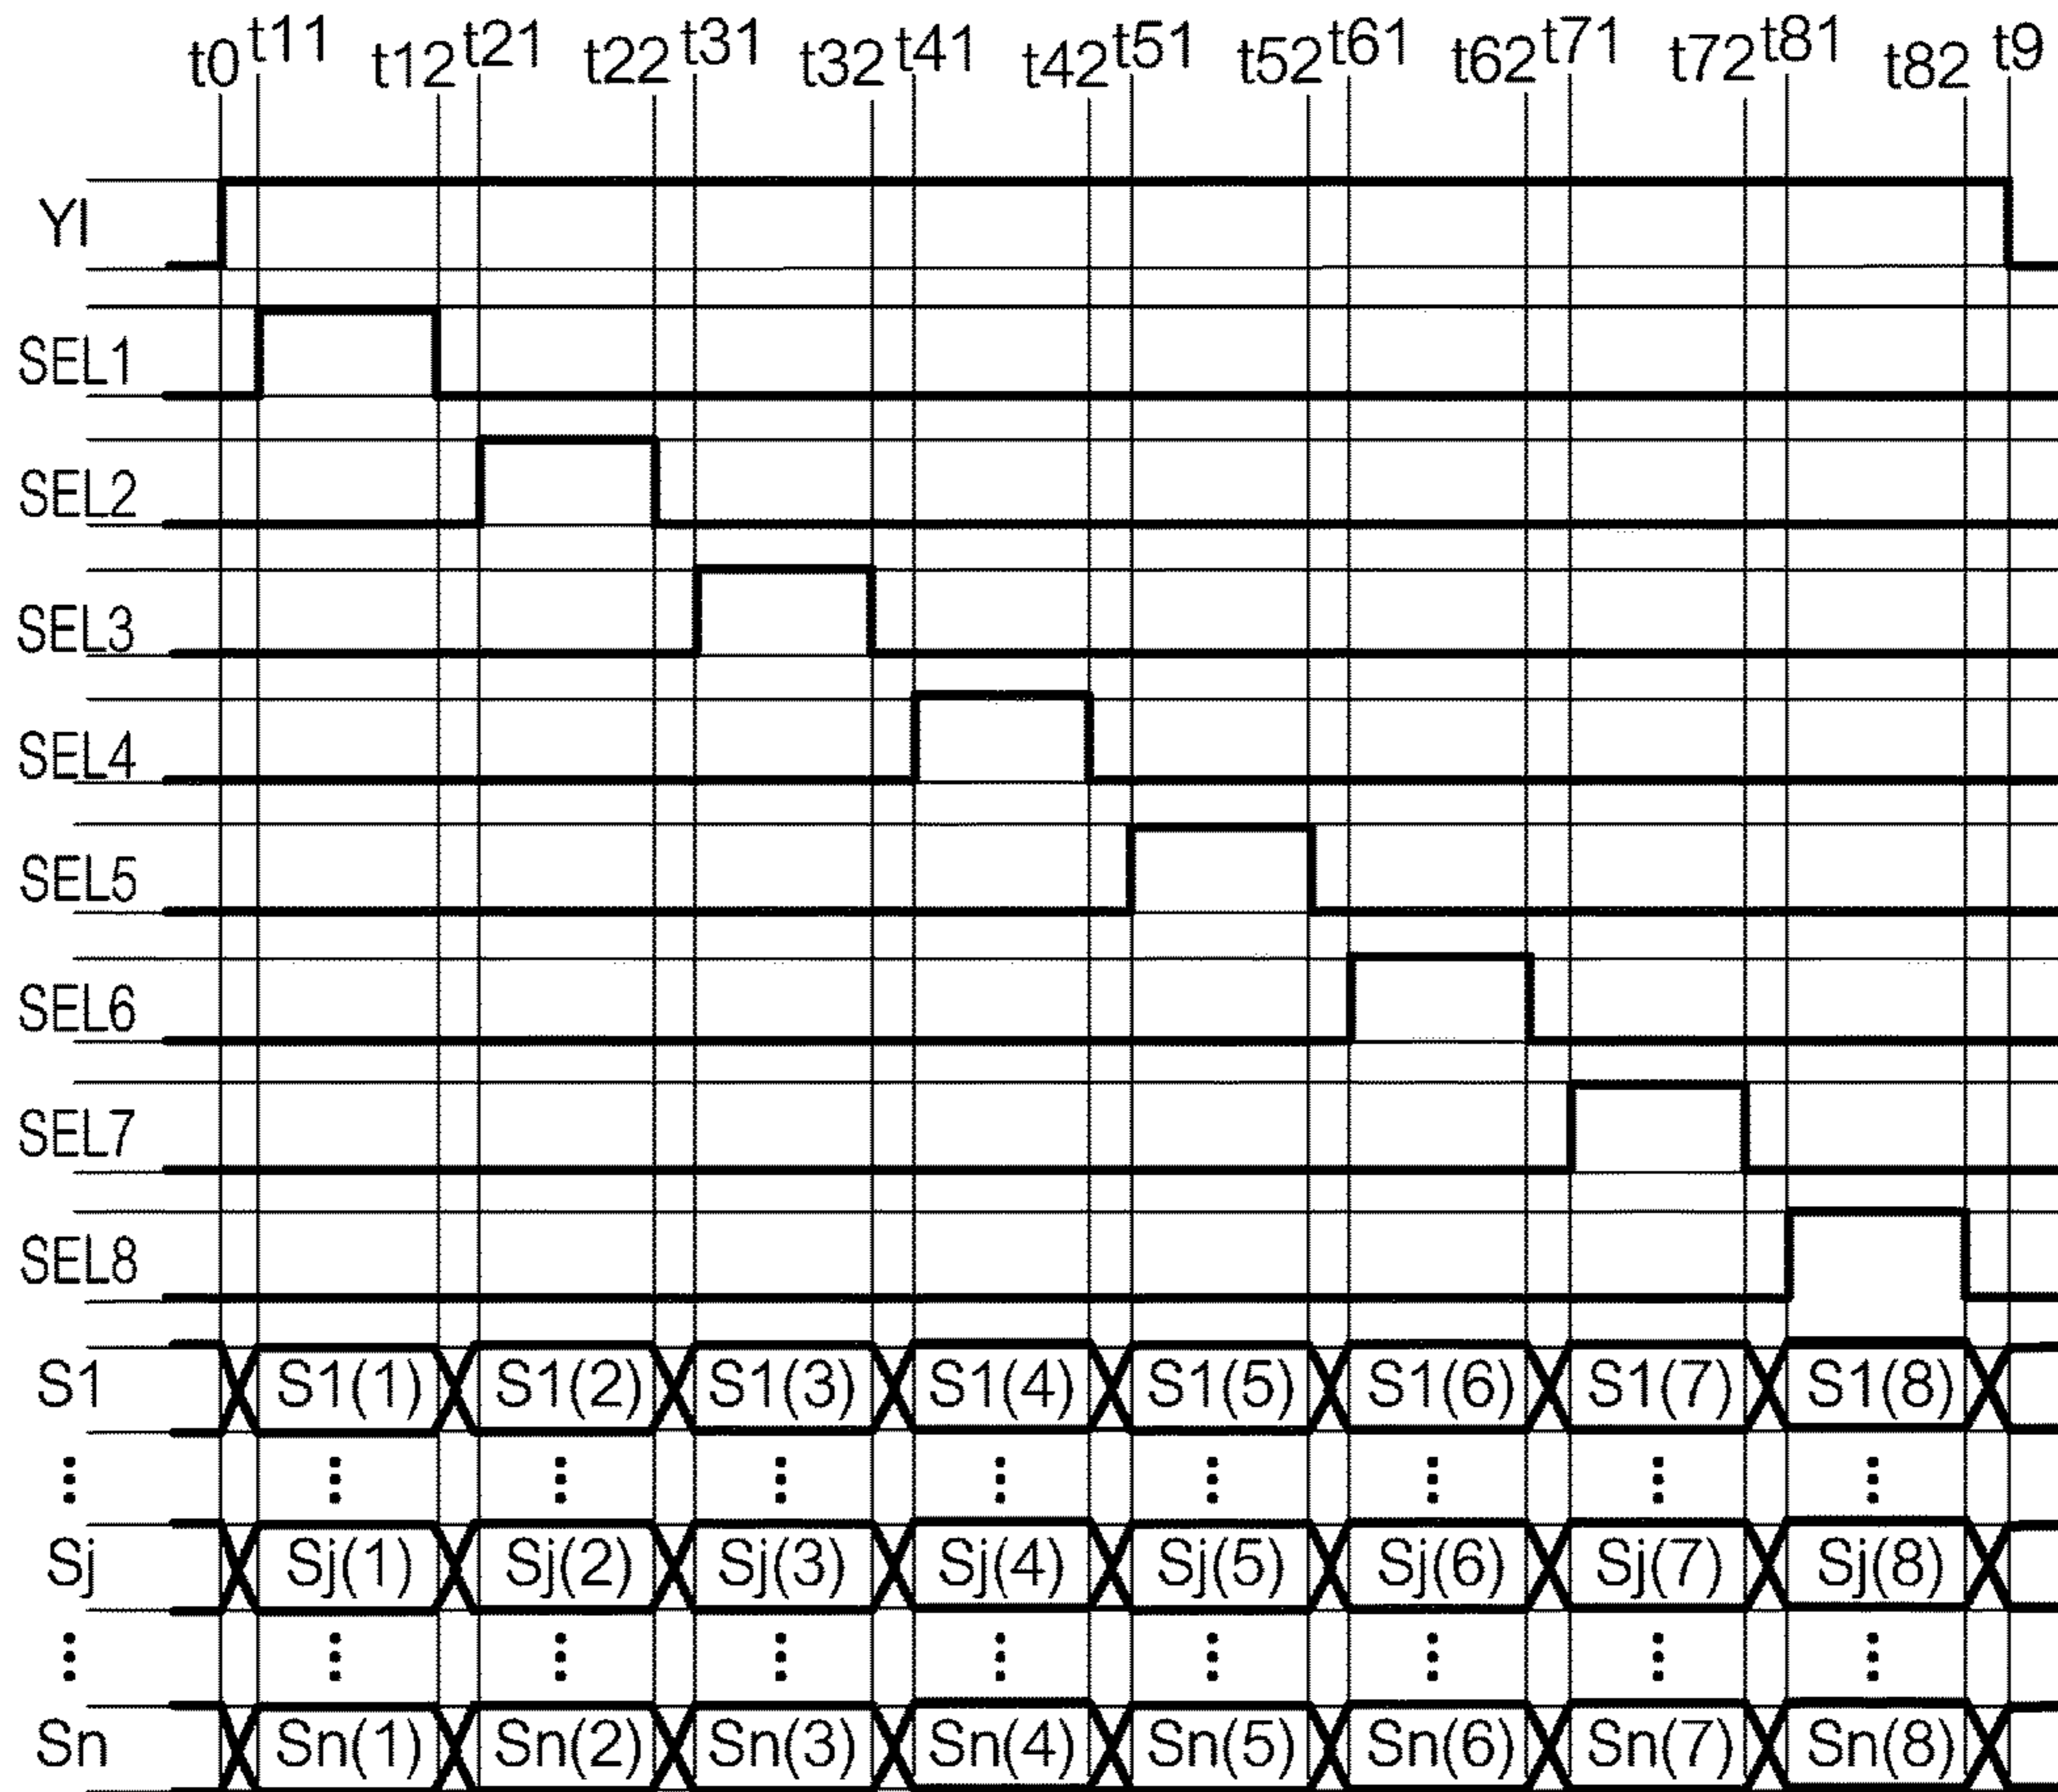 t0 t11 t12 t21 t22 t31 t32 t41 t42 t51 t52 t61 t62 t71 t72 t81 t82 t9
YI
SEL1
SEL2
SEL3
SEL4
SEL5
SEL6
SEL7
SEL8
S1 S1(1) S1(2) S1(3) S1(4) S1(5) S1(6) S1(7) S1(8)
⋮ ⋮ ⋮ ⋮ ⋮ ⋮ ⋮ ⋮ ⋮
Sj Sj(1) Sj(2) Sj(3) Sj(4) Sj(5) Sj(6) Sj(7) Sj(8)
⋮ ⋮ ⋮ ⋮ ⋮ ⋮ ⋮ ⋮ ⋮
Sn Sn(1) Sn(2) Sn(3) Sn(4) Sn(5) Sn(6) Sn(7) Sn(8)